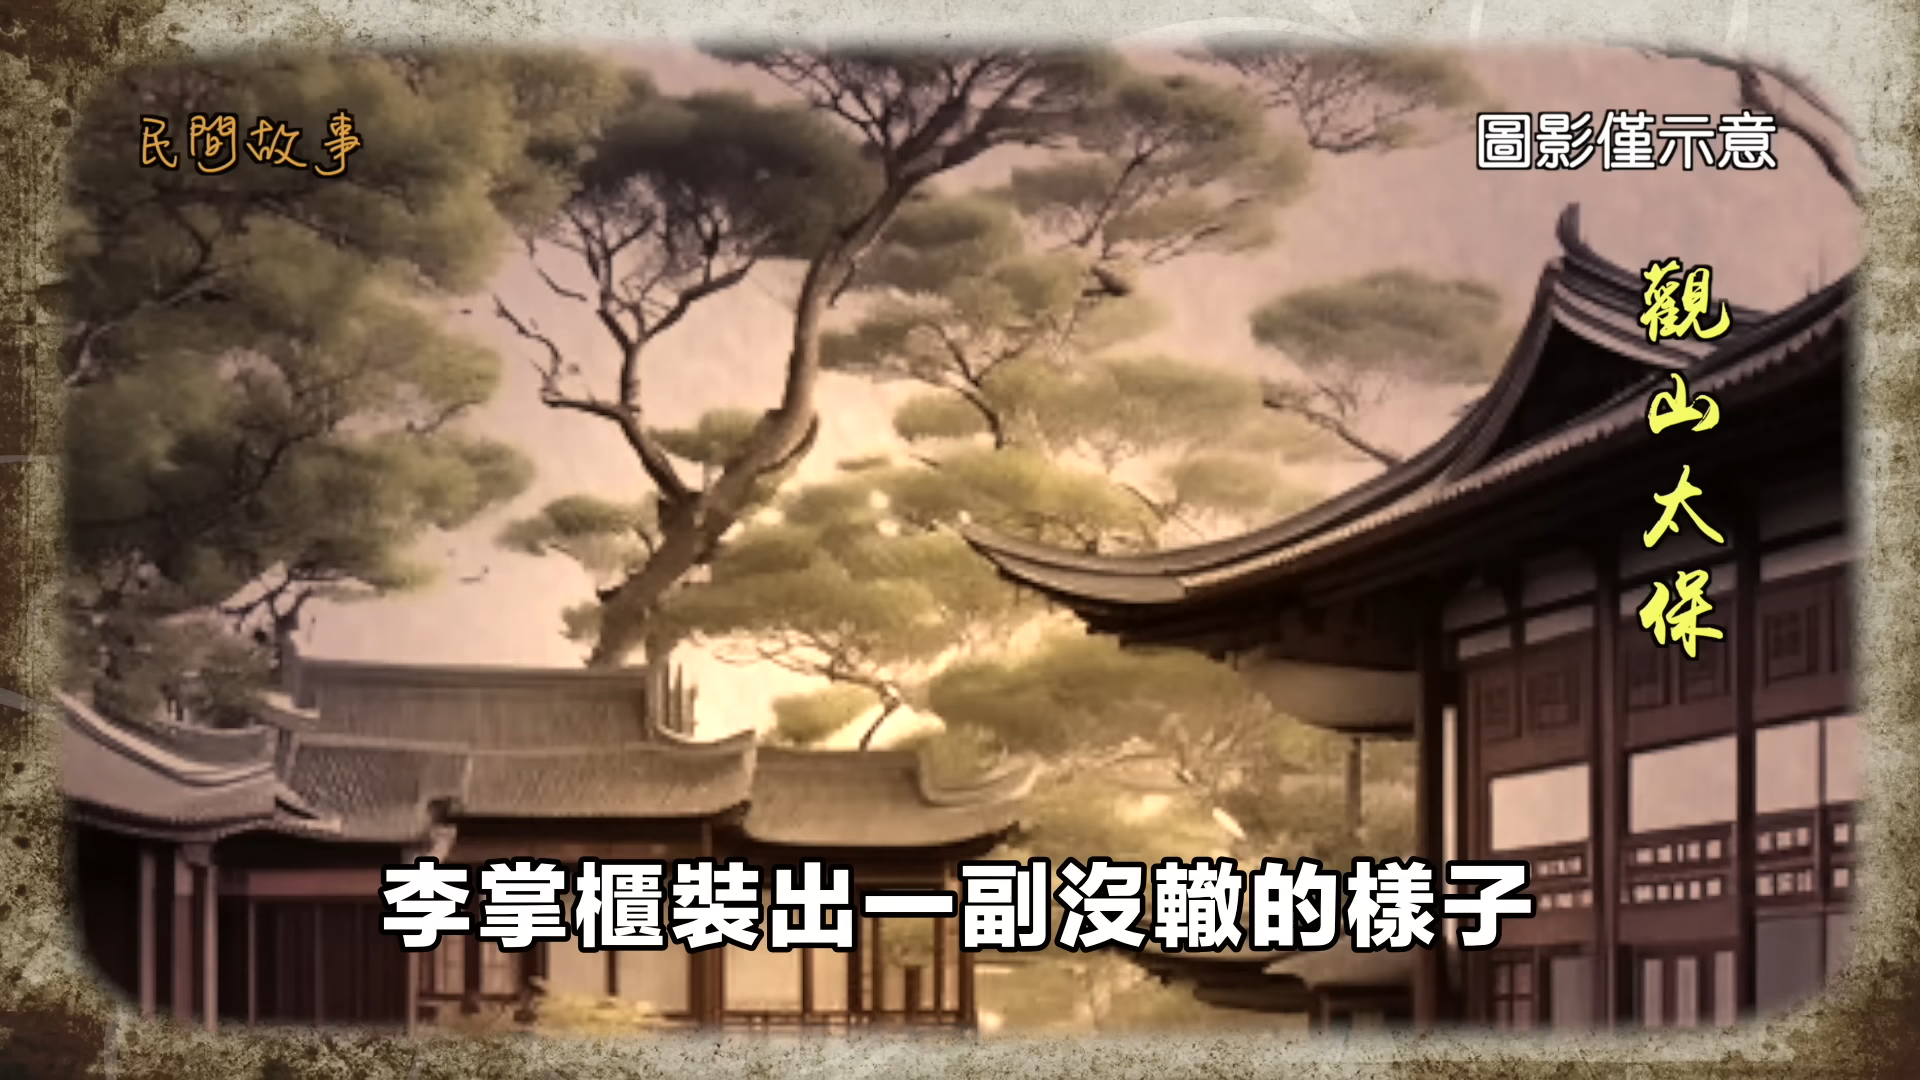 民間故事
圖影僅示意
觀山太保
李掌櫃裝出一副沒轍的樣子